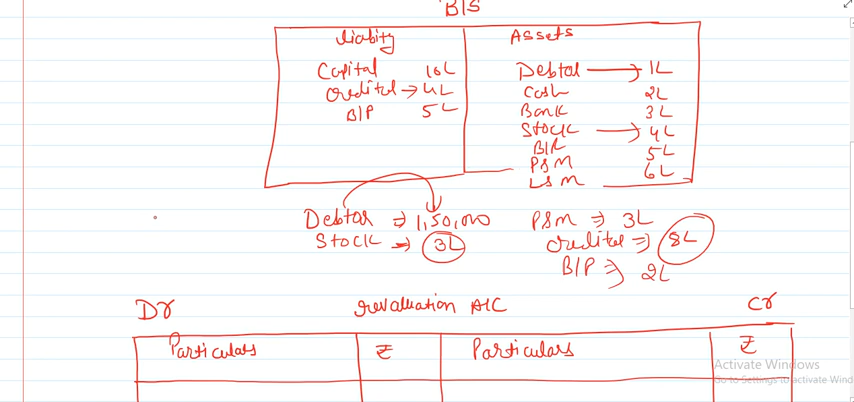 B/S
Liability Assets
Capital 10L Debtor → 1L
Creditor → 4L Cash 2L
B/P 5L Bank 3L
Stock → 4L
B/R 5L
P&M 6L
L&M
Debtor ⇒ 1,50,000 P&M ⇒ 3L
Stock → 3L Creditor ⇒ 8L
B/P ⇒ 2L
Dr Revaluation A/C Cr
Particulars ₹ Particulars ₹
Activate Windows
Go to Settings to activate Wind